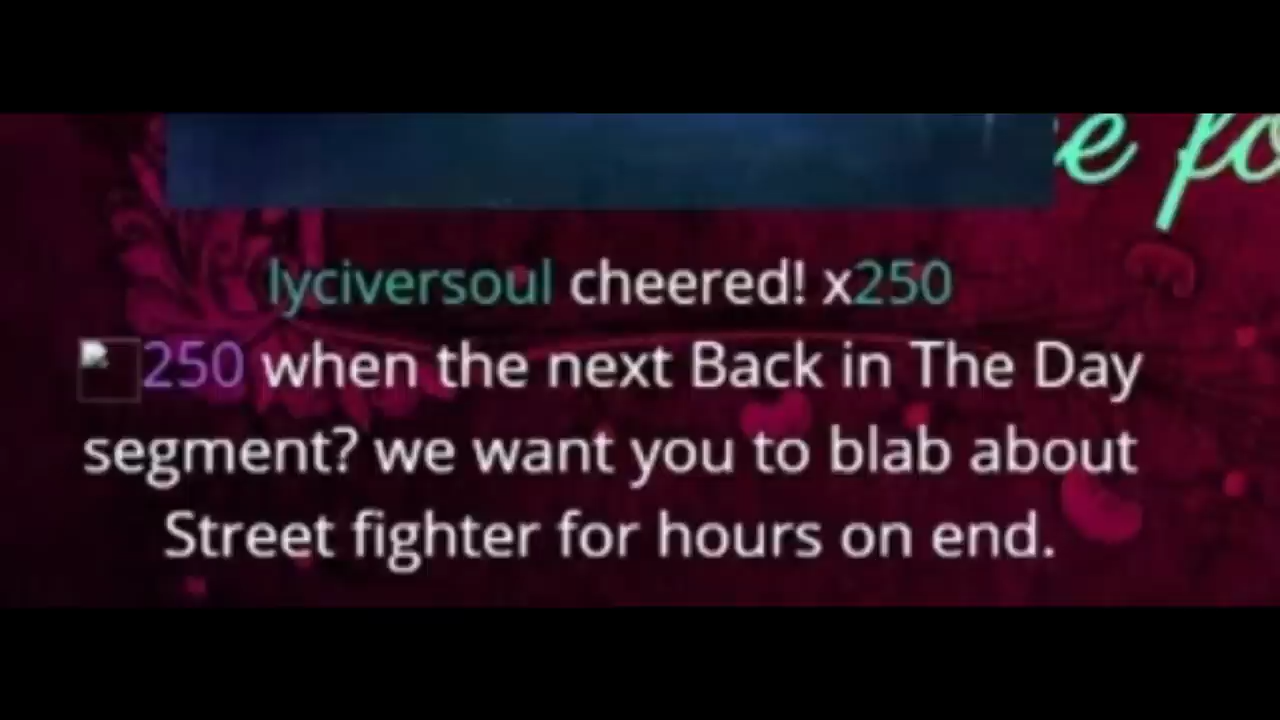 e fo
lyciversoul cheered! x250
250 when the next Back in The Day
segment? we want you to blab about
Street fighter for hours on end.